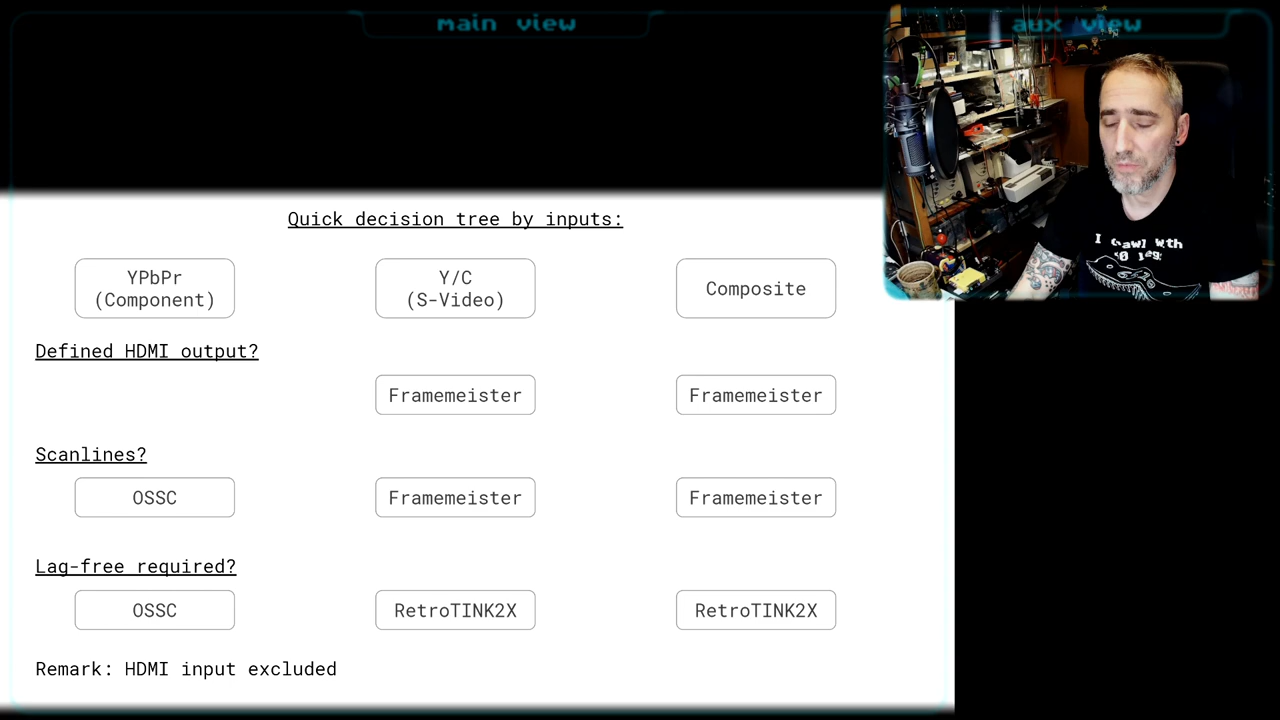 main view
aux view
Quick decision tree by inputs:
YPbPr
(Component)
Y/C
(S-Video)
Composite
Defined HDMI output?
Framemeister
Framemeister
Scanlines?
OSSC
Framemeister
Framemeister
Lag-free required?
OSSC
RetroTINK2X
RetroTINK2X
Remark: HDMI input excluded
I